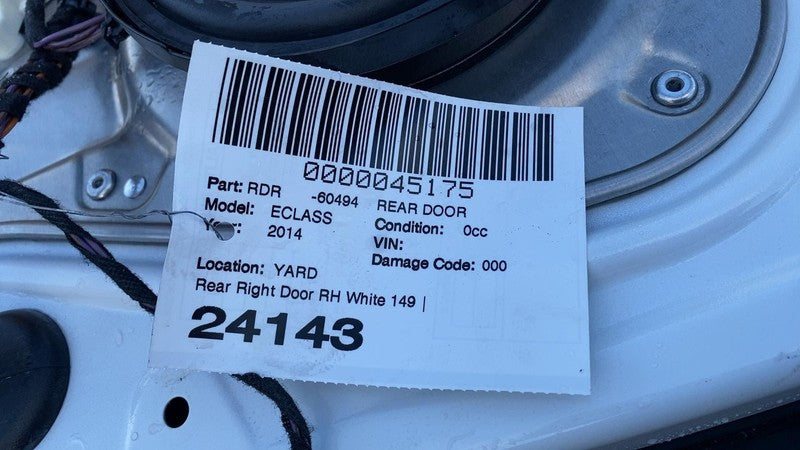 0000045175
Part: RDR -60494 REAR DOOR
Model: ECLASS Condition: 0cc
2014 VIN:
Damage Code: 000
Location: YARD
Rear Right Door RH White 149 |
24143